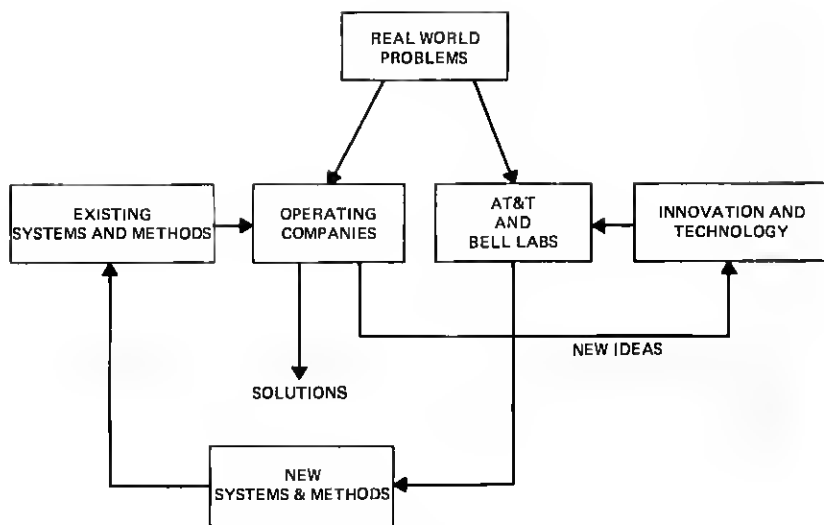 REAL WORLD
PROBLEMS
EXISTING
SYSTEMS AND METHODS
OPERATING
COMPANIES
AT&T
AND
BELL LABS
INNOVATION AND
TECHNOLOGY
NEW IDEAS
SOLUTIONS
NEW
SYSTEMS & METHODS